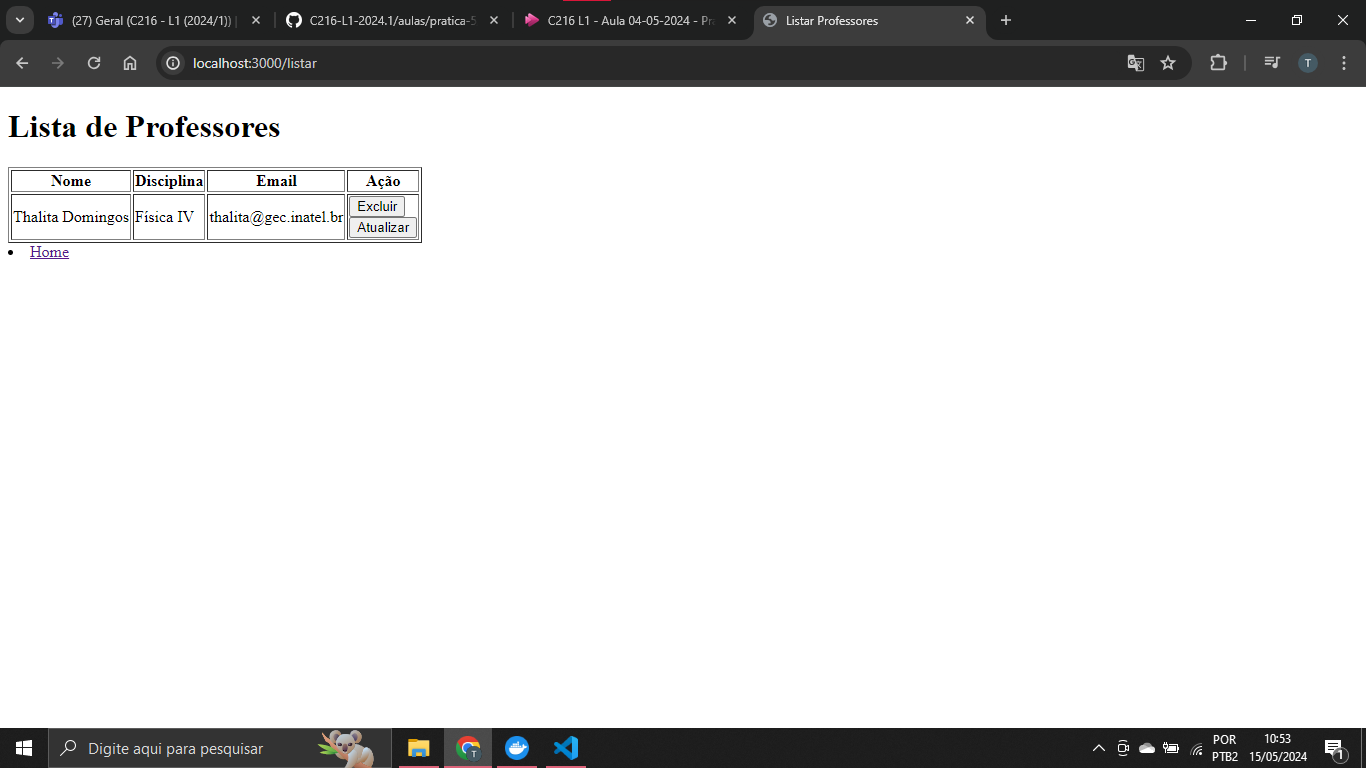 (27) Geral (C216 - L1 (2024/1)) |
C216-L1-2024.1/aulas/pratica-5
C216 L1 - Aula 04-05-2024 - Pra
Listar Professores
localhost:3000/listar
T
Lista de Professores
Nome Disciplina Email Ação
Thalita Domingos Física IV thalita@gec.inatel.br Excluir
Atualizar
Home
Digite aqui para pesquisar
T
POR
PTB2
10:53
15/05/2024
1